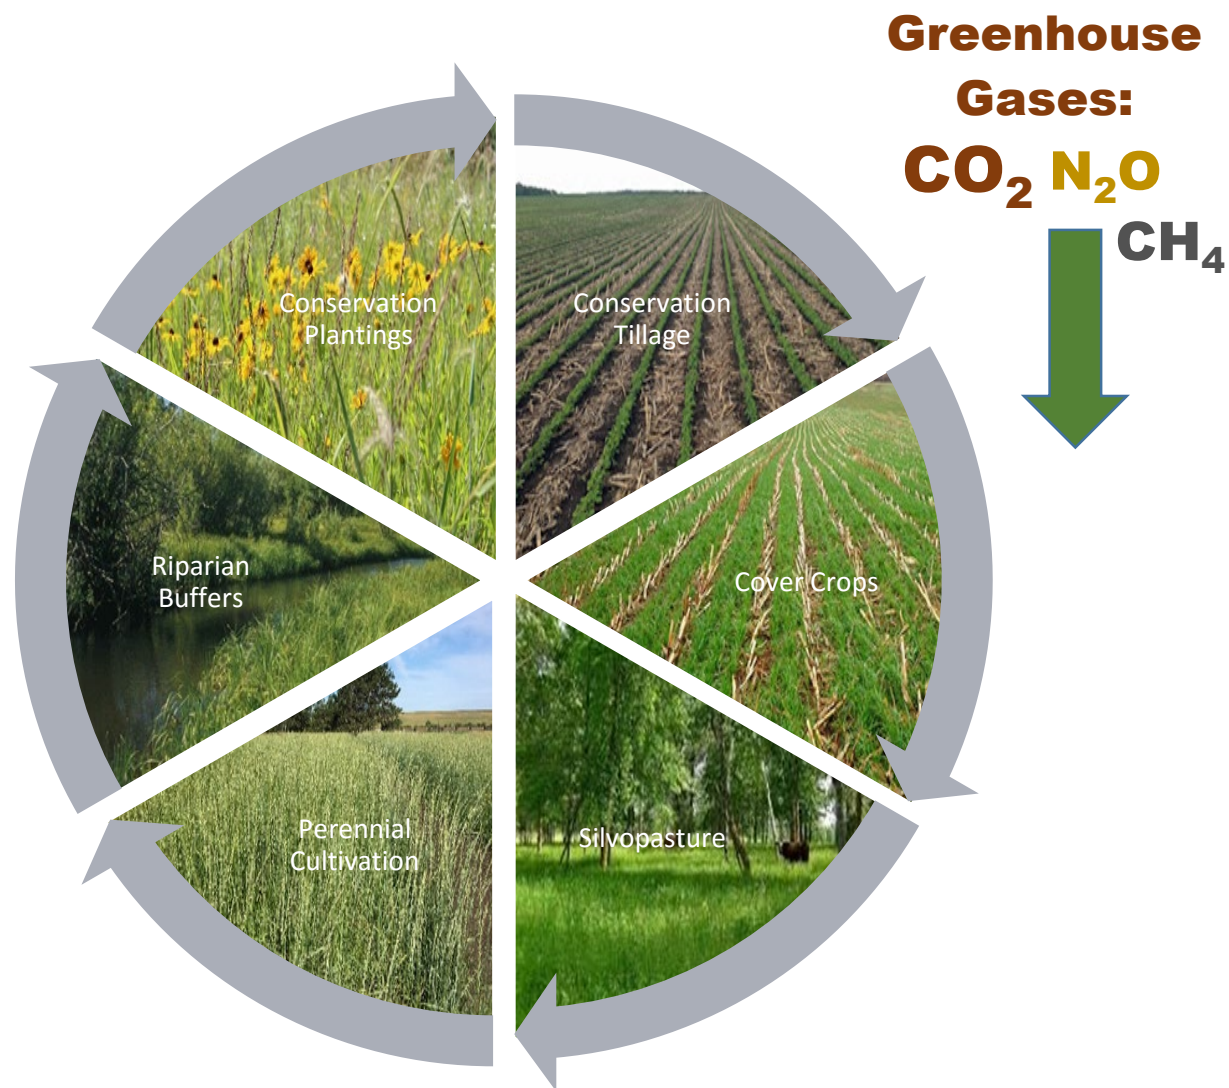 Greenhouse
Gases:
CO₂ N₂O
CH₄
Conservation
Plantings
Conservation
Tillage
Riparian
Buffers
Cover Crops
Perennial
Cultivation
Silvopasture